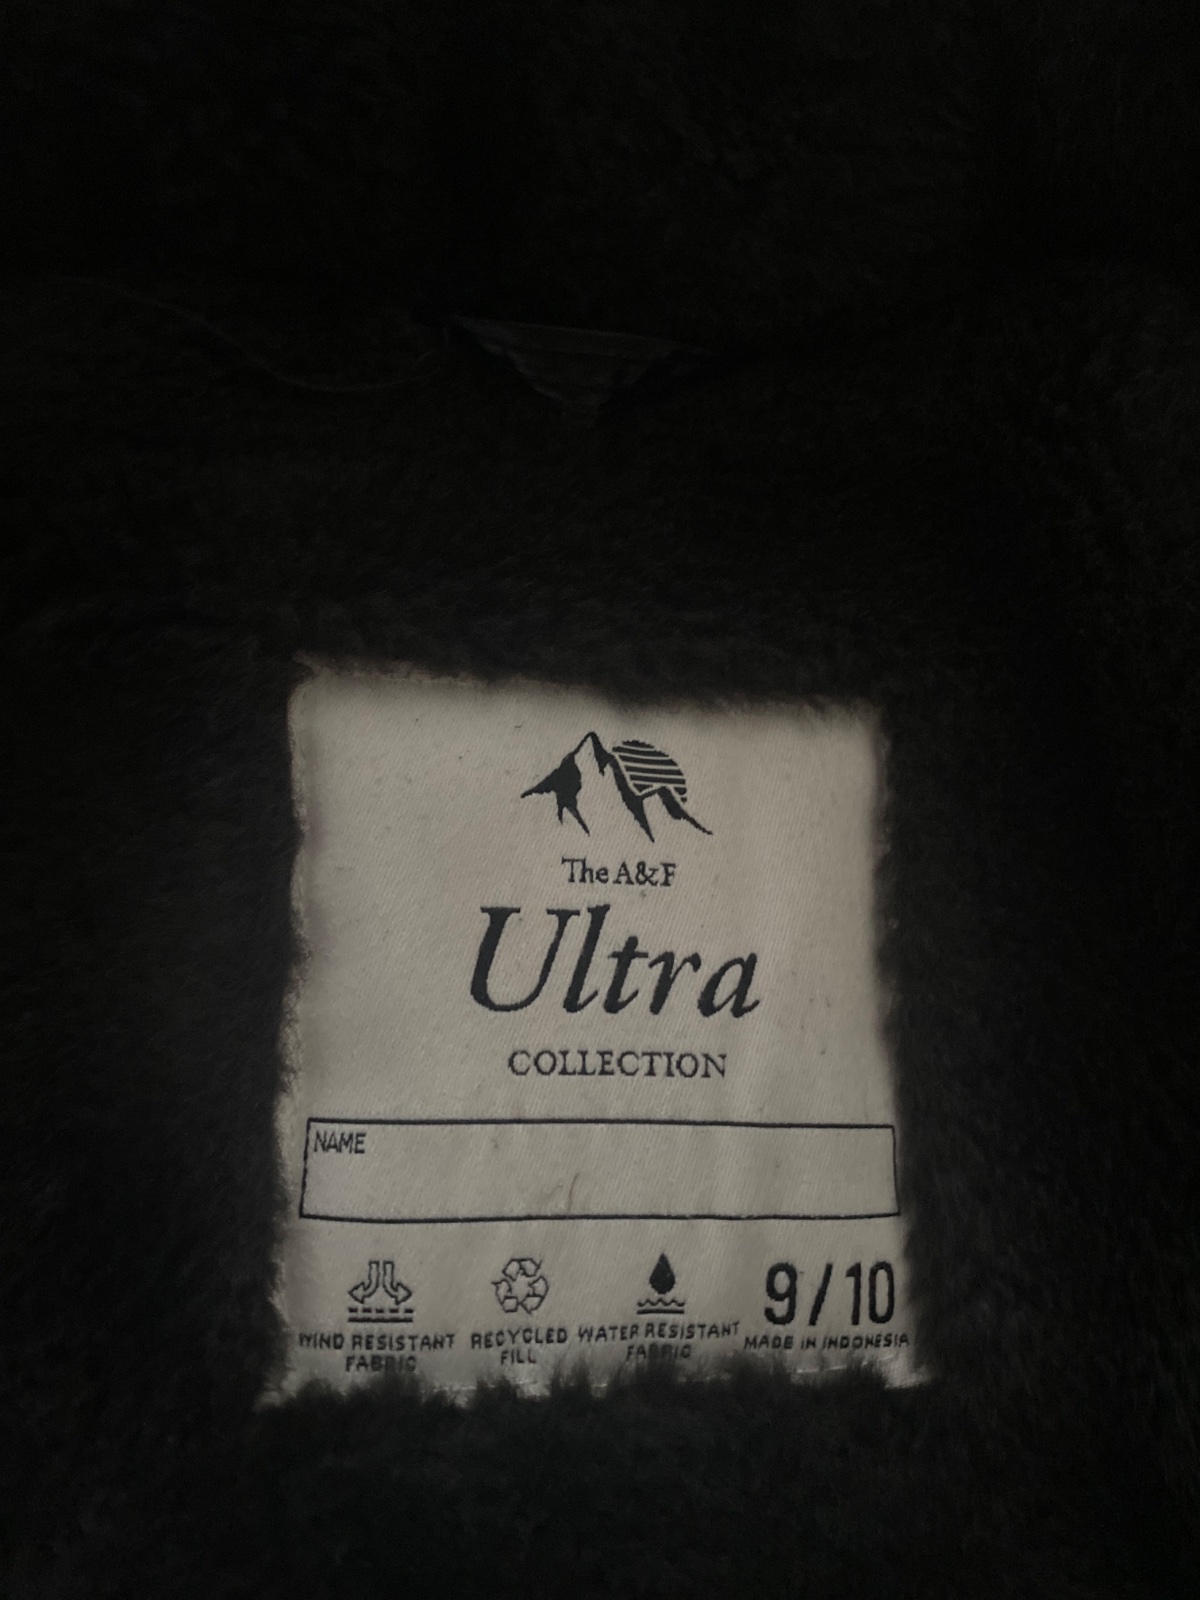 The A&F
Ultra
COLLECTION
NAME
WIND RESISTANT
FABRIC
RECYCLED
FILL
WATER RESISTANT
FABRIC
9/10
MADE IN INDONESIA